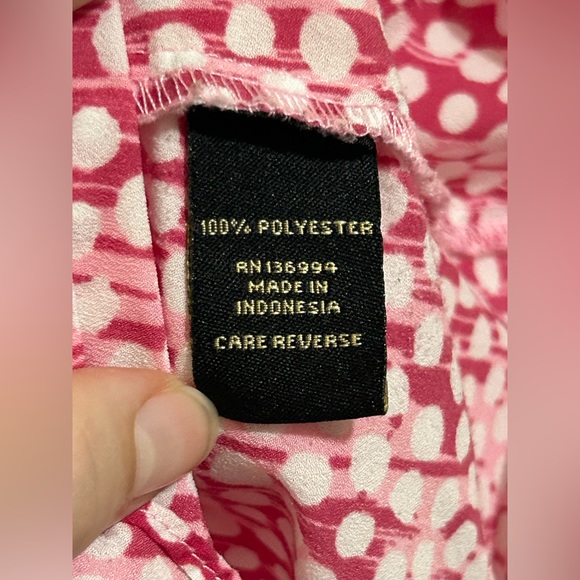 100% POLYESTER
RN136994
MADE IN
INDONESIA
CARE REVERSE